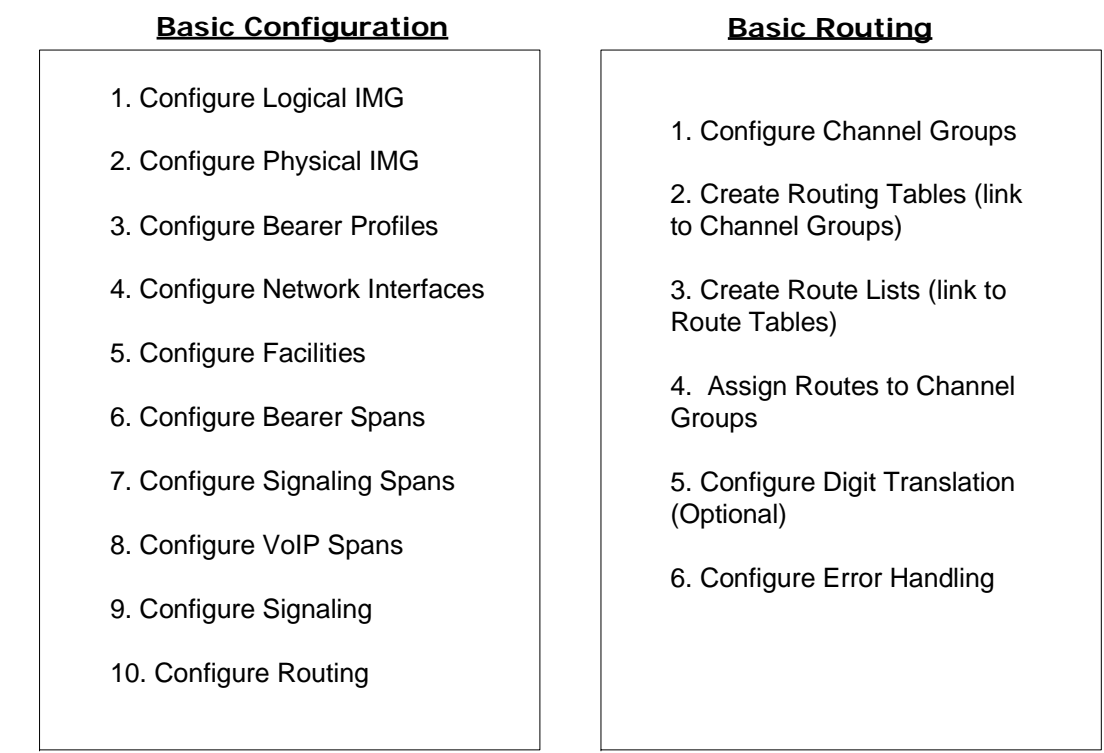 Basic Configuration
1. Configure Logical IMG
2. Configure Physical IMG
3. Configure Bearer Profiles
4. Configure Network Interfaces
5. Configure Facilities
6. Configure Bearer Spans
7. Configure Signaling Spans
8. Configure VoIP Spans
9. Configure Signaling
10. Configure Routing
Basic Routing
1. Configure Channel Groups
2. Create Routing Tables (link
to Channel Groups)
3. Create Route Lists (link to
Route Tables)
4.  Assign Routes to Channel
Groups
5. Configure Digit Translation
(Optional)
6. Configure Error Handling